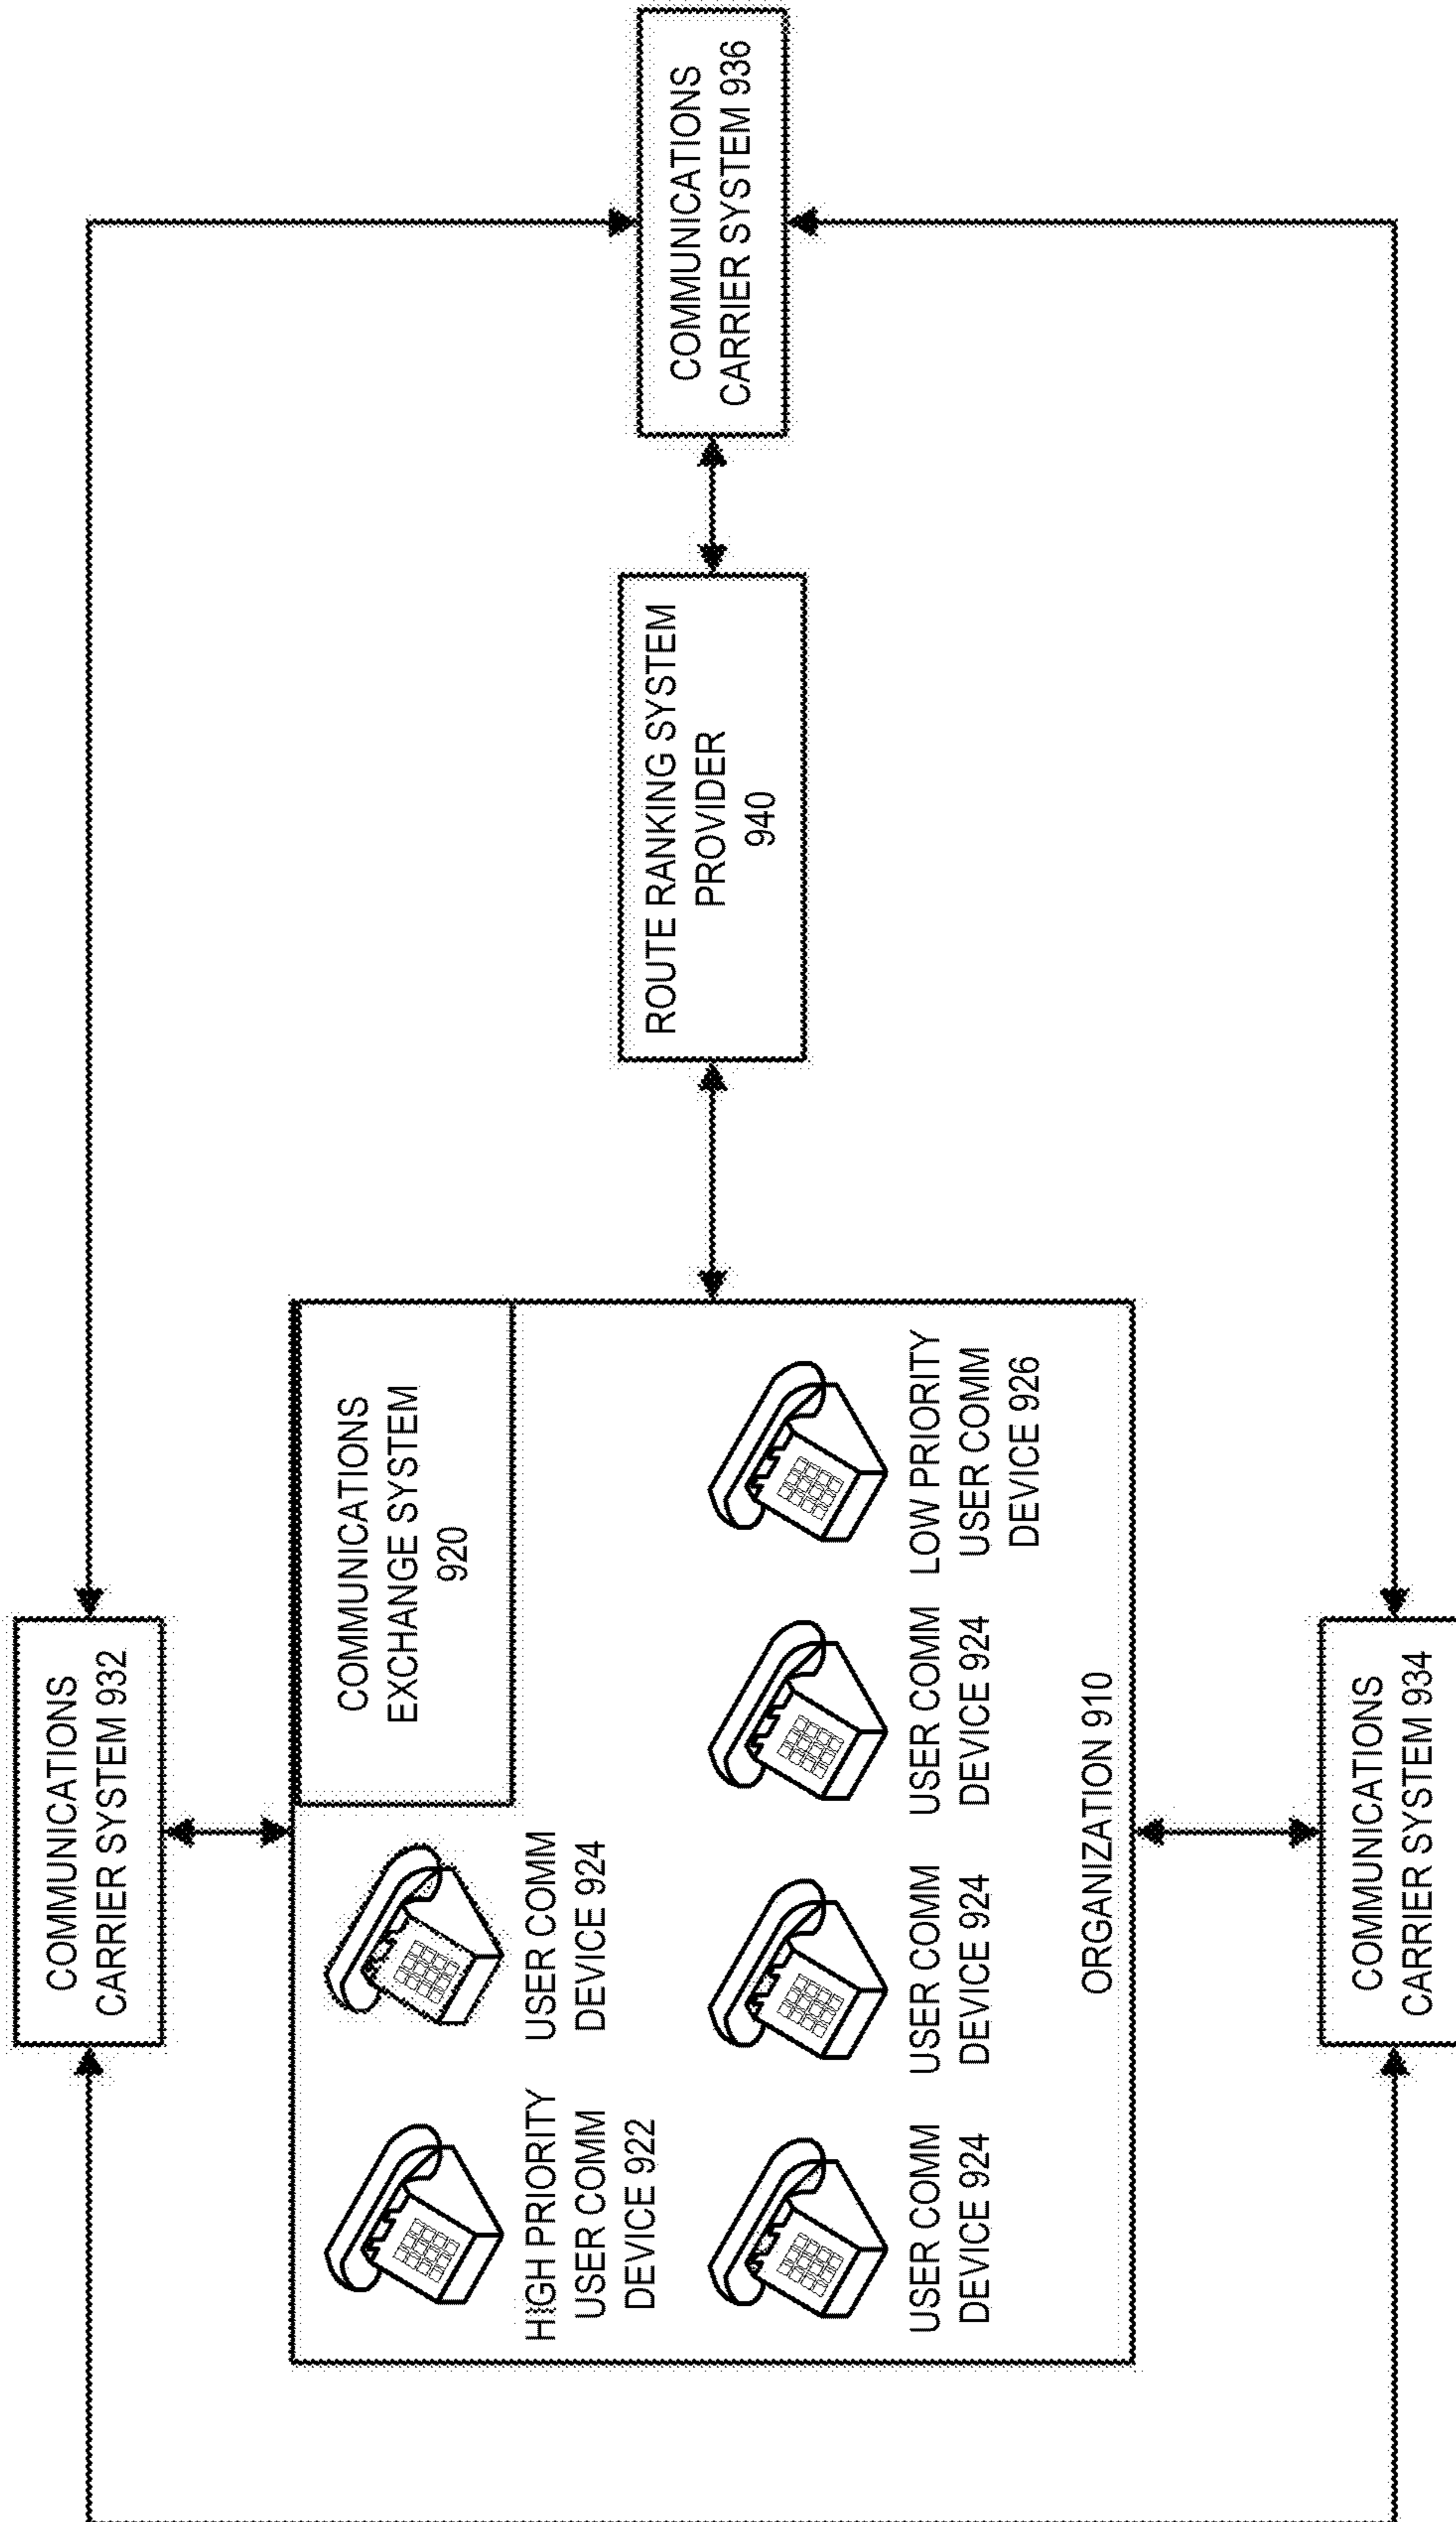 COMMUNICATIONS
CARRIER SYSTEM 932
HIGH PRIORITY
USER COMM
DEVICE 922
USER COMM
DEVICE 924
COMMUNICATIONS
EXCHANGE SYSTEM
920
USER COMM
DEVICE 924
USER COMM
DEVICE 924
USER COMM
DEVICE 924
LOW PRIORITY
USER COMM
DEVICE 926
ORGANIZATION 910
ROUTE RANKING SYSTEM
PROVIDER
940
COMMUNICATIONS
CARRIER SYSTEM 936
COMMUNICATIONS
CARRIER SYSTEM 934